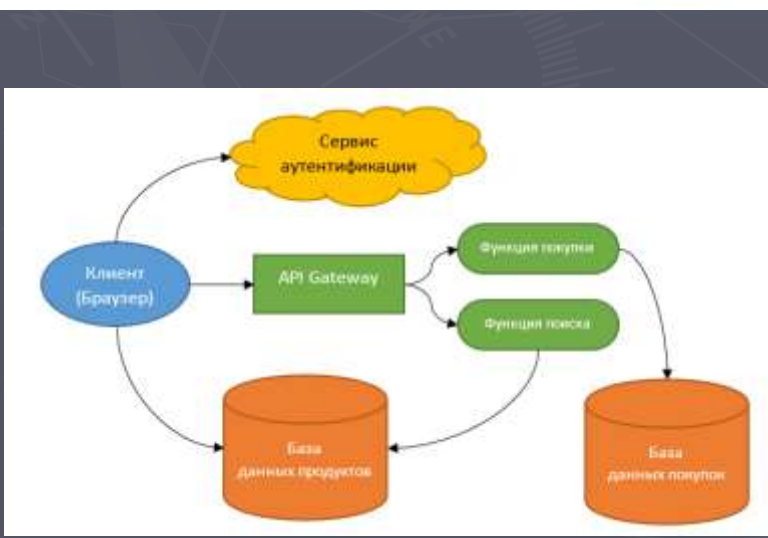 Сервис
аутентификации
Клиент
(Браузер)
API Gateway
Функция покупки
Функция поиска
База
данных продуктов
База
данных покупок